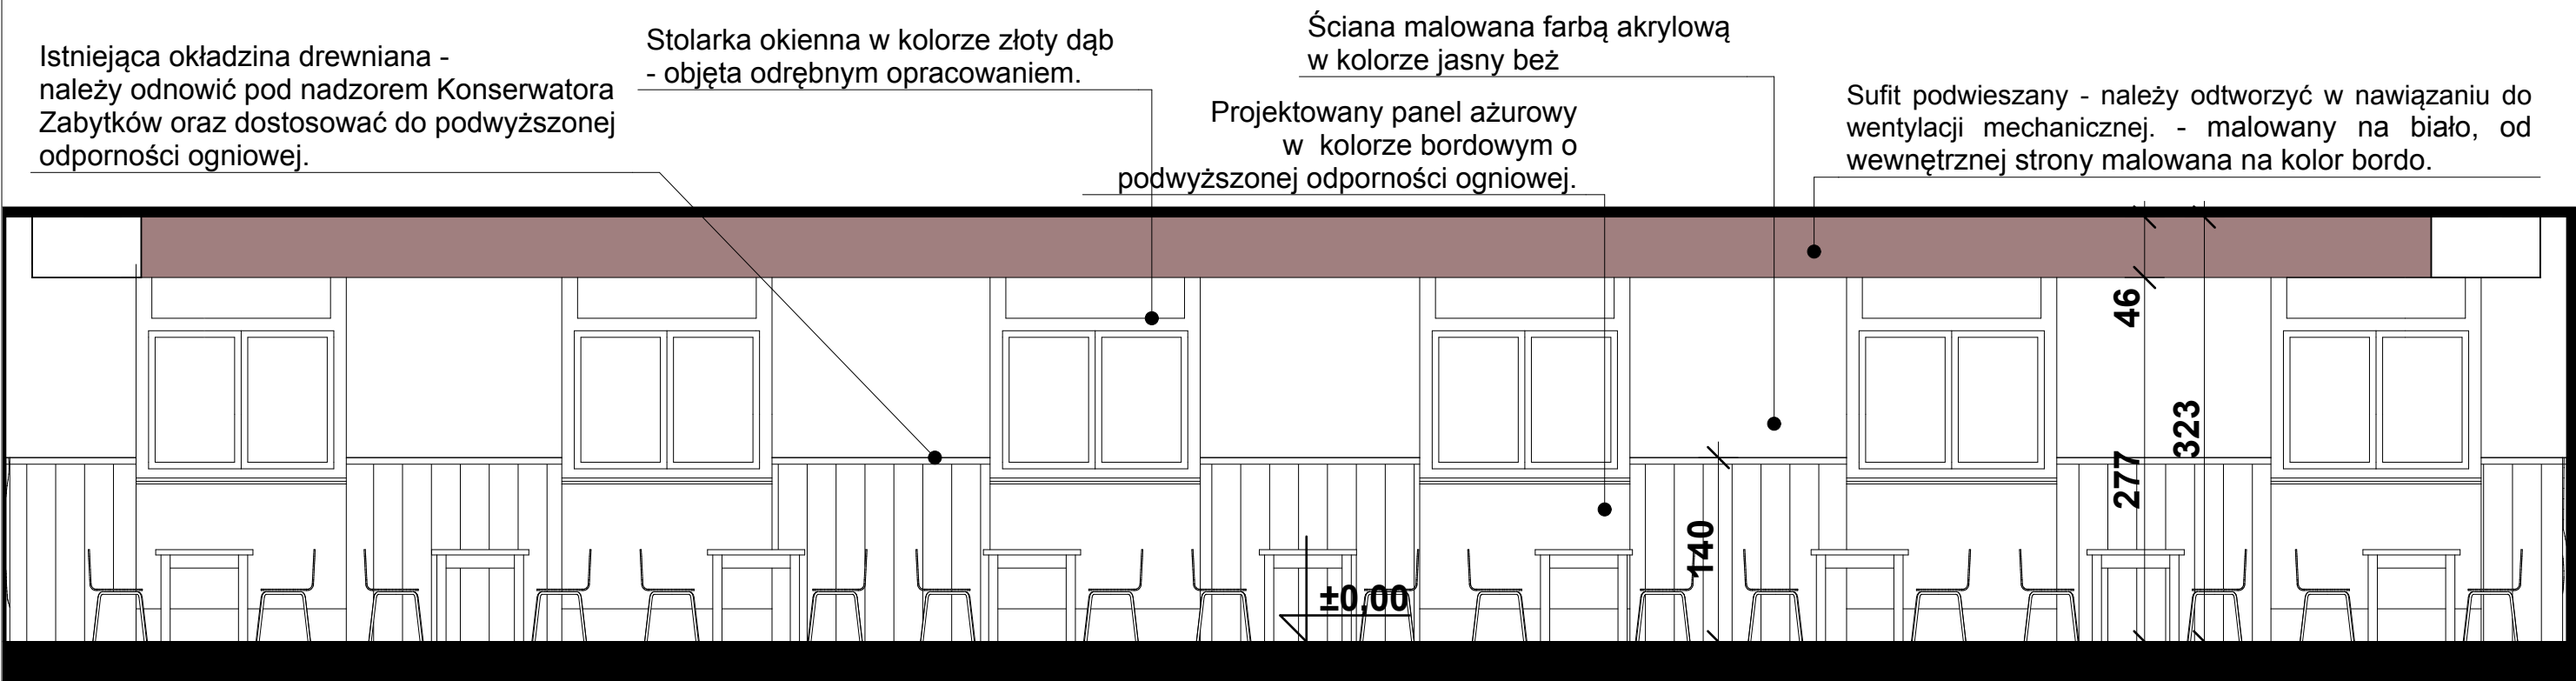 Istniejąca okładzina drewniana -
należy odnowić pod nadzorem Konserwatora
Zabytków oraz dostosować do podwyższonej
odporności ogniowej.
Stolarka okienna w kolorze złoty dąb
- objęta odrębnym opracowaniem.
Ściana malowana farbą akrylową
w kolorze jasny beż
Projektowany panel ażurowy
w kolorze bordowym o
podwyższonej odporności ogniowej.
Sufit podwieszany - należy odtworzyć w nawiązaniu do
wentylacji mechanicznej. - malowany na biało, od
wewnętrznej strony malowana na kolor bordo.
46
323
277
140
±0,00